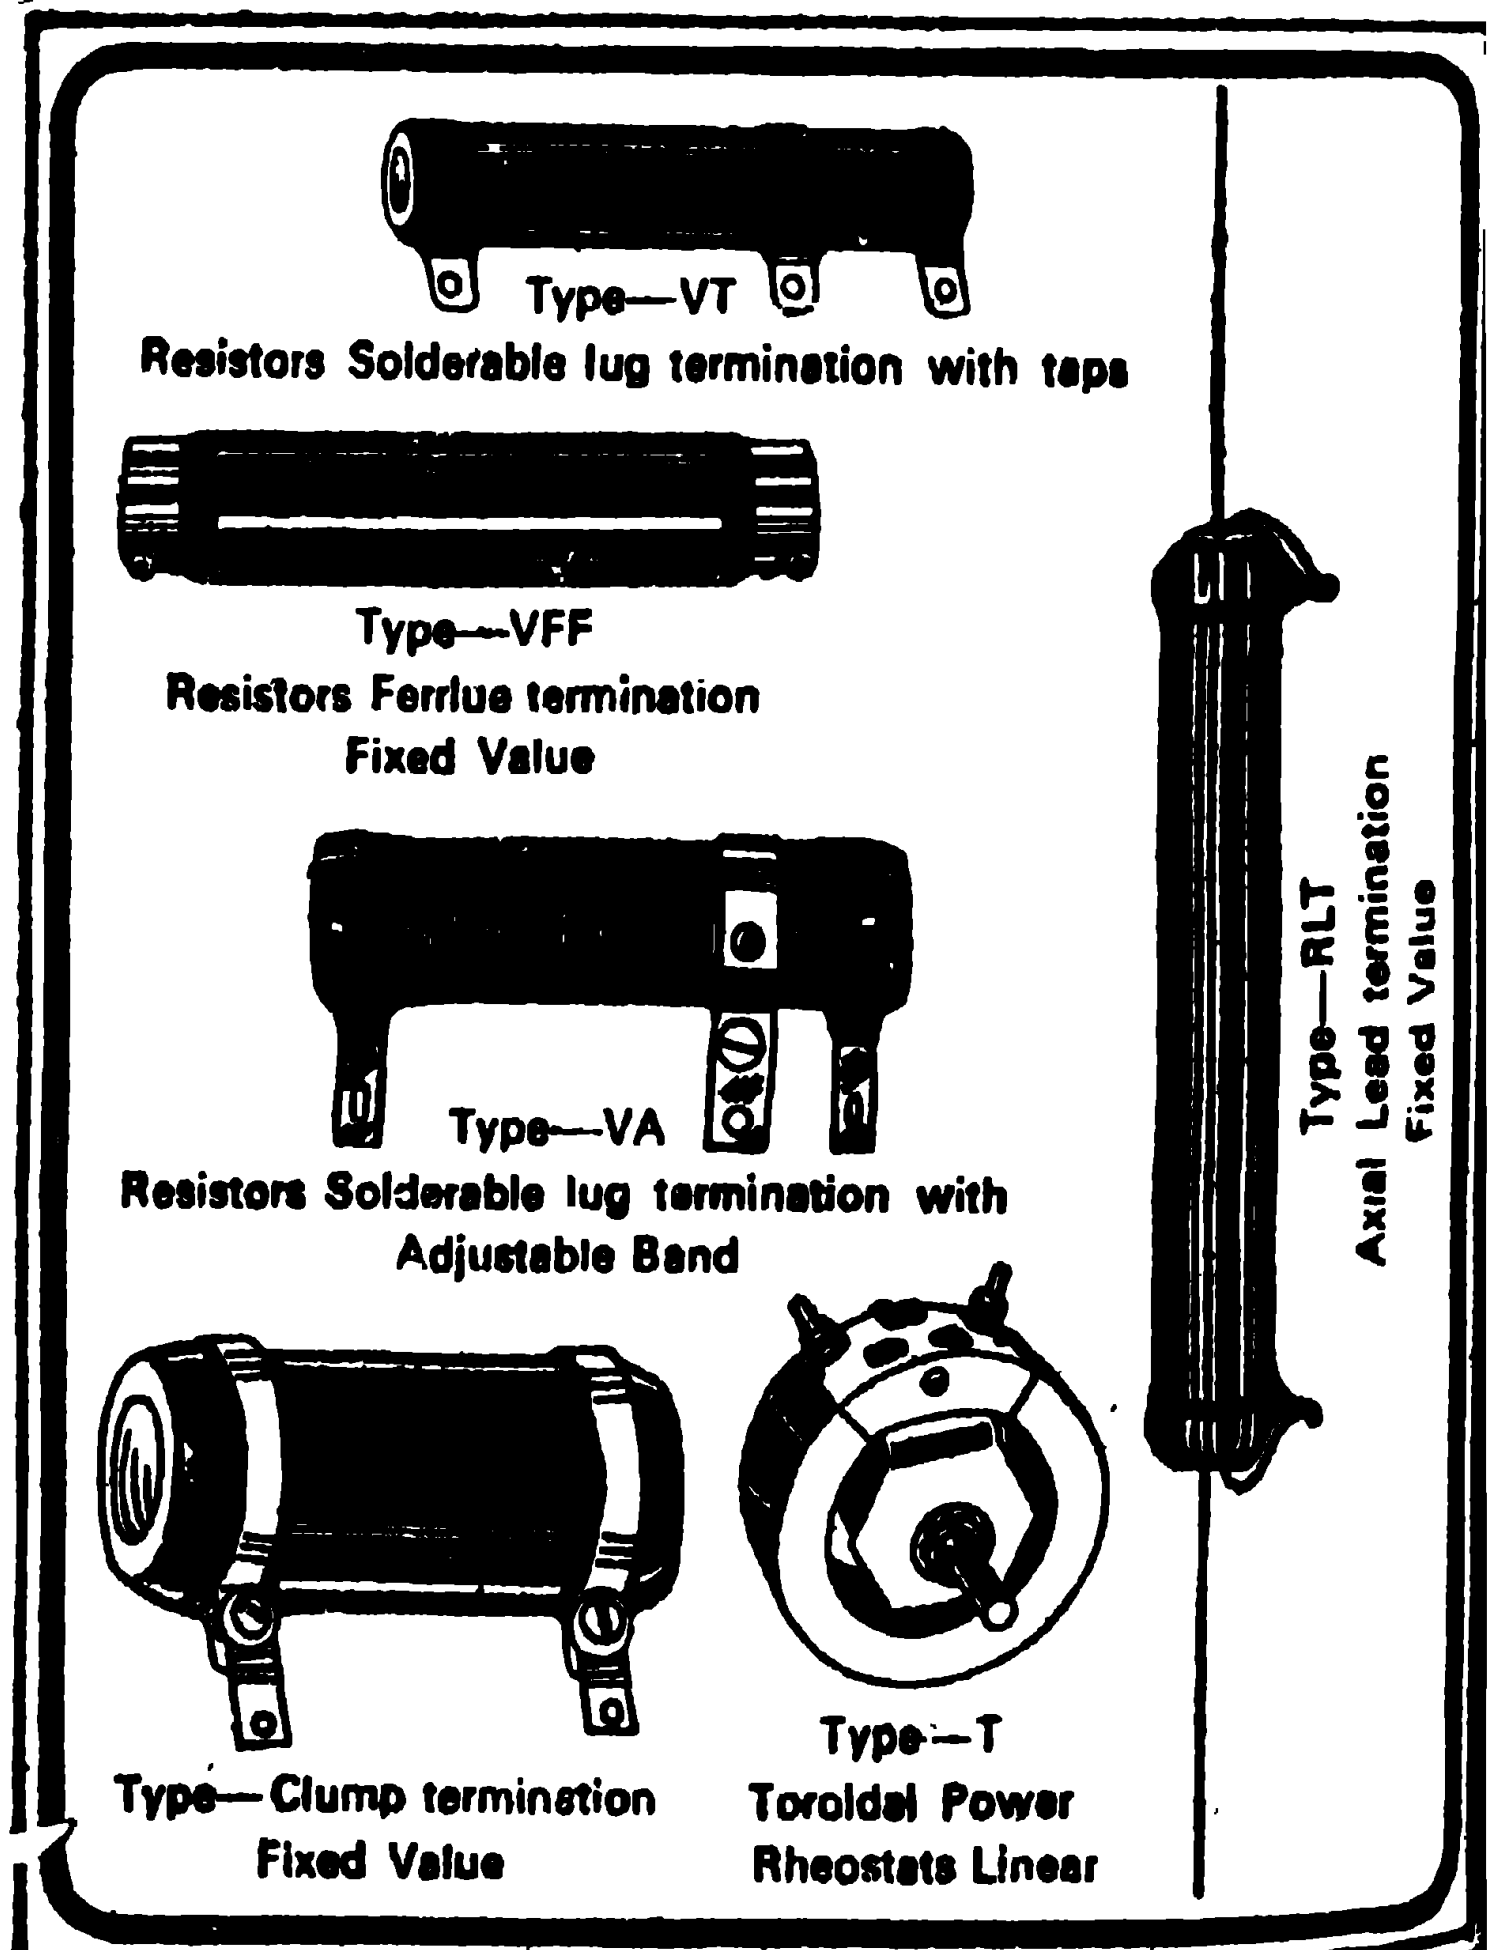 Type—VT
Resistors Solderable lug termination with taps
Type—VFF
Resistors Ferrlue termination
Fixed Value
Type—VA
Resistors Solderable lug termination with
Adjustable Band
Type—RLT
Axial Lead termination
Fixed Value
Type—Clump termination
Fixed Value
Type—T
Toroidal Power
Rheostats Linear